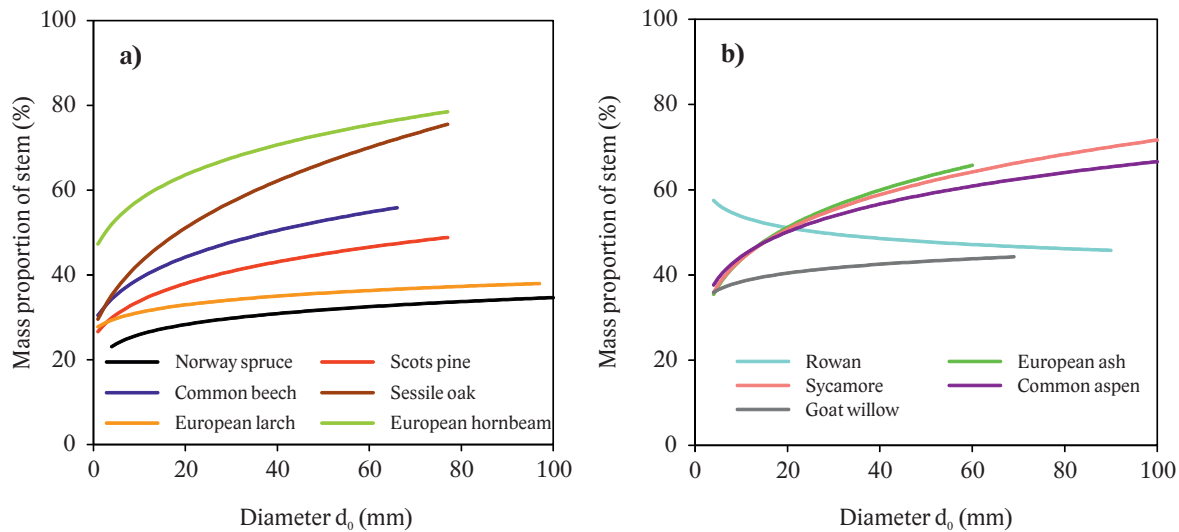 a)
Mass proportion of stem (%)
100
80
60
40
20
0
Norway spruce
Scots pine
Common beech
Sessile oak
European larch
European hornbeam
0
20
40
60
80
100
Diameter d₀ (mm)
b)
Mass proportion of stem (%)
100
80
60
40
20
0
Rowan
European ash
Sycamore
Common aspen
Goat willow
0
20
40
60
80
100
Diameter d₀ (mm)